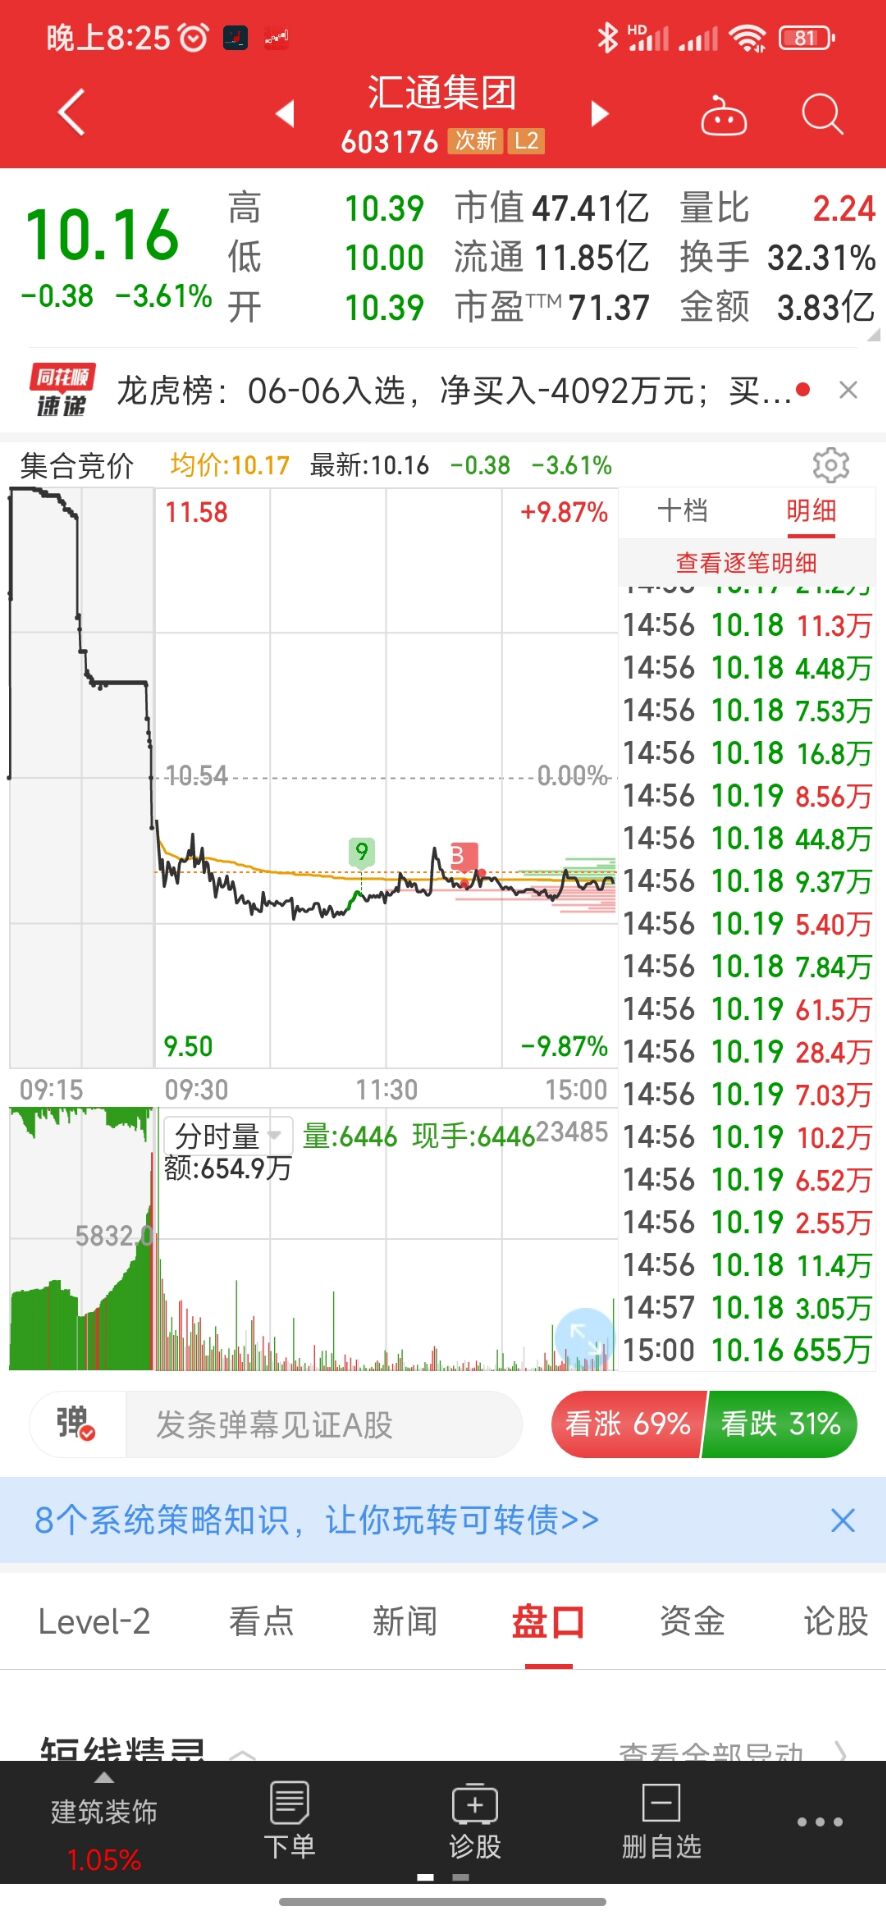 晚上8:25
HD
81
汇通集团
603176 次新 L2
10.16
-0.38 -3.61%
高 10.39 市值 47.41亿 量比 2.24
低 10.00 流通 11.85亿 换手 32.31%
开 10.39 市盈TTM 71.37 金额 3.83亿
同花顺
速递
龙虎榜：06-06入选，净买入-4092万元；买...
集合竞价 均价:10.17 最新:10.16 -0.38 -3.61%
11.58 +9.87%
10.54 0.00%
9
B
9.50 -9.87%
09:15 09:30 11:30 15:00
分时量 量:6446 现手:6446 23485
额:654.9万
5832.0
十档 明细
查看逐笔明细
14:56 10.18 11.3万
14:56 10.18 4.48万
14:56 10.18 7.53万
14:56 10.18 16.8万
14:56 10.19 8.56万
14:56 10.18 44.8万
14:56 10.18 9.37万
14:56 10.19 5.40万
14:56 10.18 7.84万
14:56 10.19 61.5万
14:56 10.19 28.4万
14:56 10.19 7.03万
14:56 10.19 10.2万
14:56 10.19 6.52万
14:56 10.19 2.55万
14:56 10.18 11.4万
14:57 10.18 3.05万
15:00 10.16 655万
弹 发条弹幕见证A股 看涨 69% 看跌 31%
8个系统策略知识，让你玩转可转债>>
Level-2 看点 新闻 盘口 资金 论股
短线精灵 查看全部异动
建筑装饰
1.05%
下单
诊股
删自选